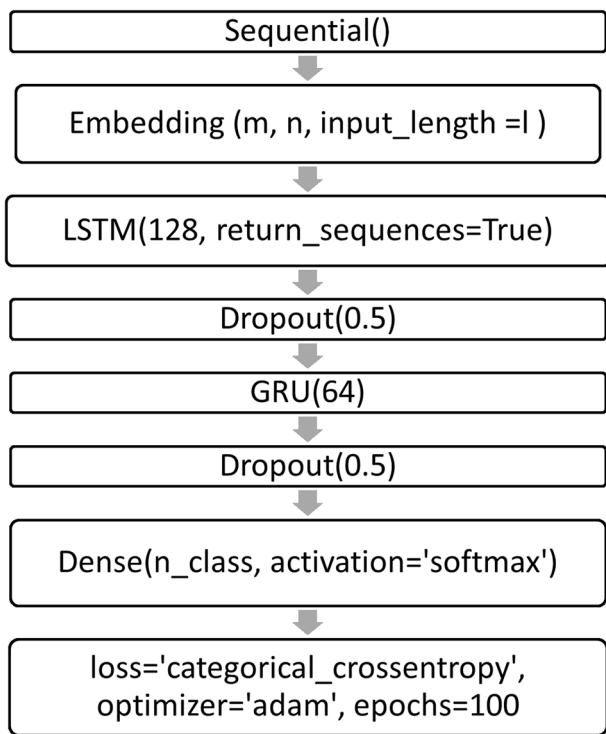 Sequential()
Embedding (m, n, input_length =l )
LSTM(128, return_sequences=True)
Dropout(0.5)
GRU(64)
Dropout(0.5)
Dense(n_class, activation='softmax')
loss='categorical_crossentropy',
optimizer='adam', epochs=100